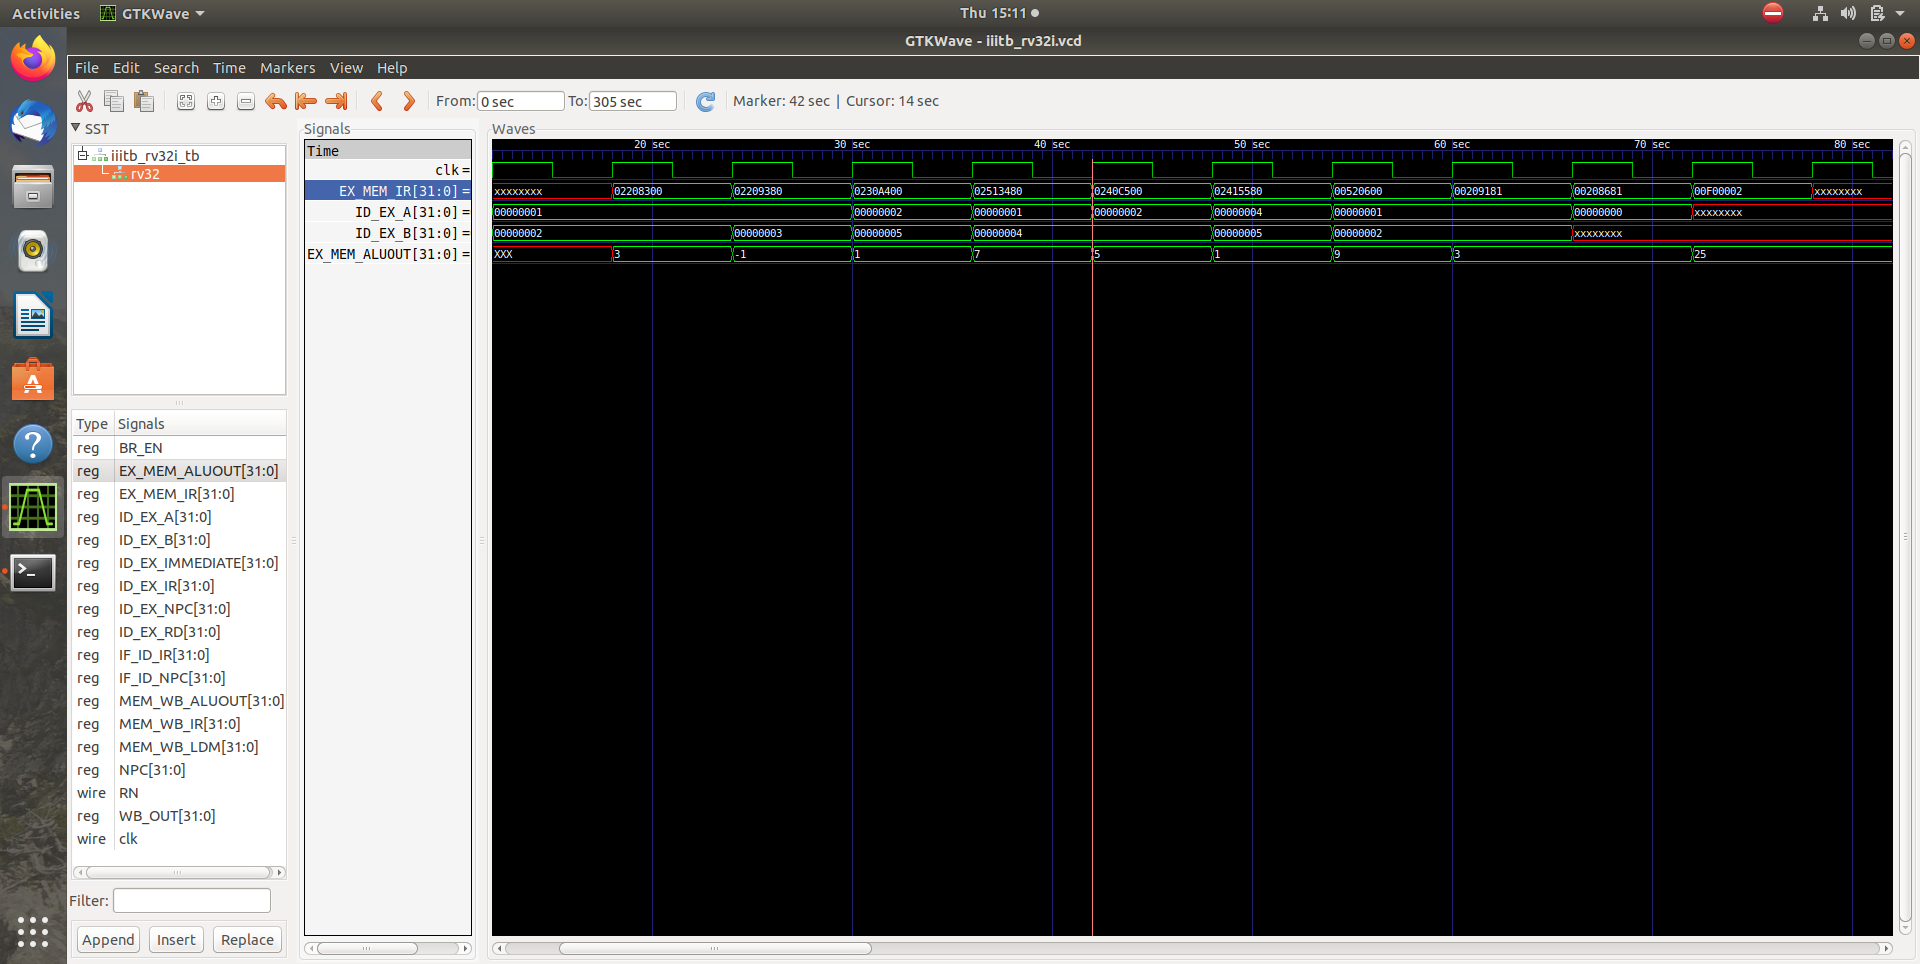 Activities GTKWave Thu 15:11
GTKWave - iiitb_rv32i.vcd
File Edit Search Time Markers View Help
From: 0 sec To: 305 sec Marker: 42 sec | Cursor: 14 sec
SST
iiitb_rv32i_tb
rv32
Type Signals
reg BR_EN
reg EX_MEM_ALUOUT[31:0]
reg EX_MEM_IR[31:0]
reg ID_EX_A[31:0]
reg ID_EX_B[31:0]
reg ID_EX_IMMEDIATE[31:0]
reg ID_EX_IR[31:0]
reg ID_EX_NPC[31:0]
reg ID_EX_RD[31:0]
reg IF_ID_IR[31:0]
reg IF_ID_NPC[31:0]
reg MEM_WB_ALUOUT[31:0]
reg MEM_WB_IR[31:0]
reg MEM_WB_LDM[31:0]
reg NPC[31:0]
wire RN
reg WB_OUT[31:0]
wire clk
Filter:
Append Insert Replace
Signals
Time
clk =
EX_MEM_IR[31:0] =
ID_EX_A[31:0] =
ID_EX_B[31:0] =
EX_MEM_ALUOUT[31:0] =
Waves
20 sec 30 sec 40 sec 50 sec 60 sec 70 sec 80 sec
xxxxxxxx 02208300 02209380 0230A400 02513480 0240C500 02415580 00520600 00209181 00208681 00F00002 xxxxxxxx
00000001 00000002 00000001 00000002 00000004 00000001 00000000 xxxxxxxx
00000002 00000003 00000005 00000004 00000005 00000002 xxxxxxxx
XXX 3 -1 1 7 5 1 9 3 25